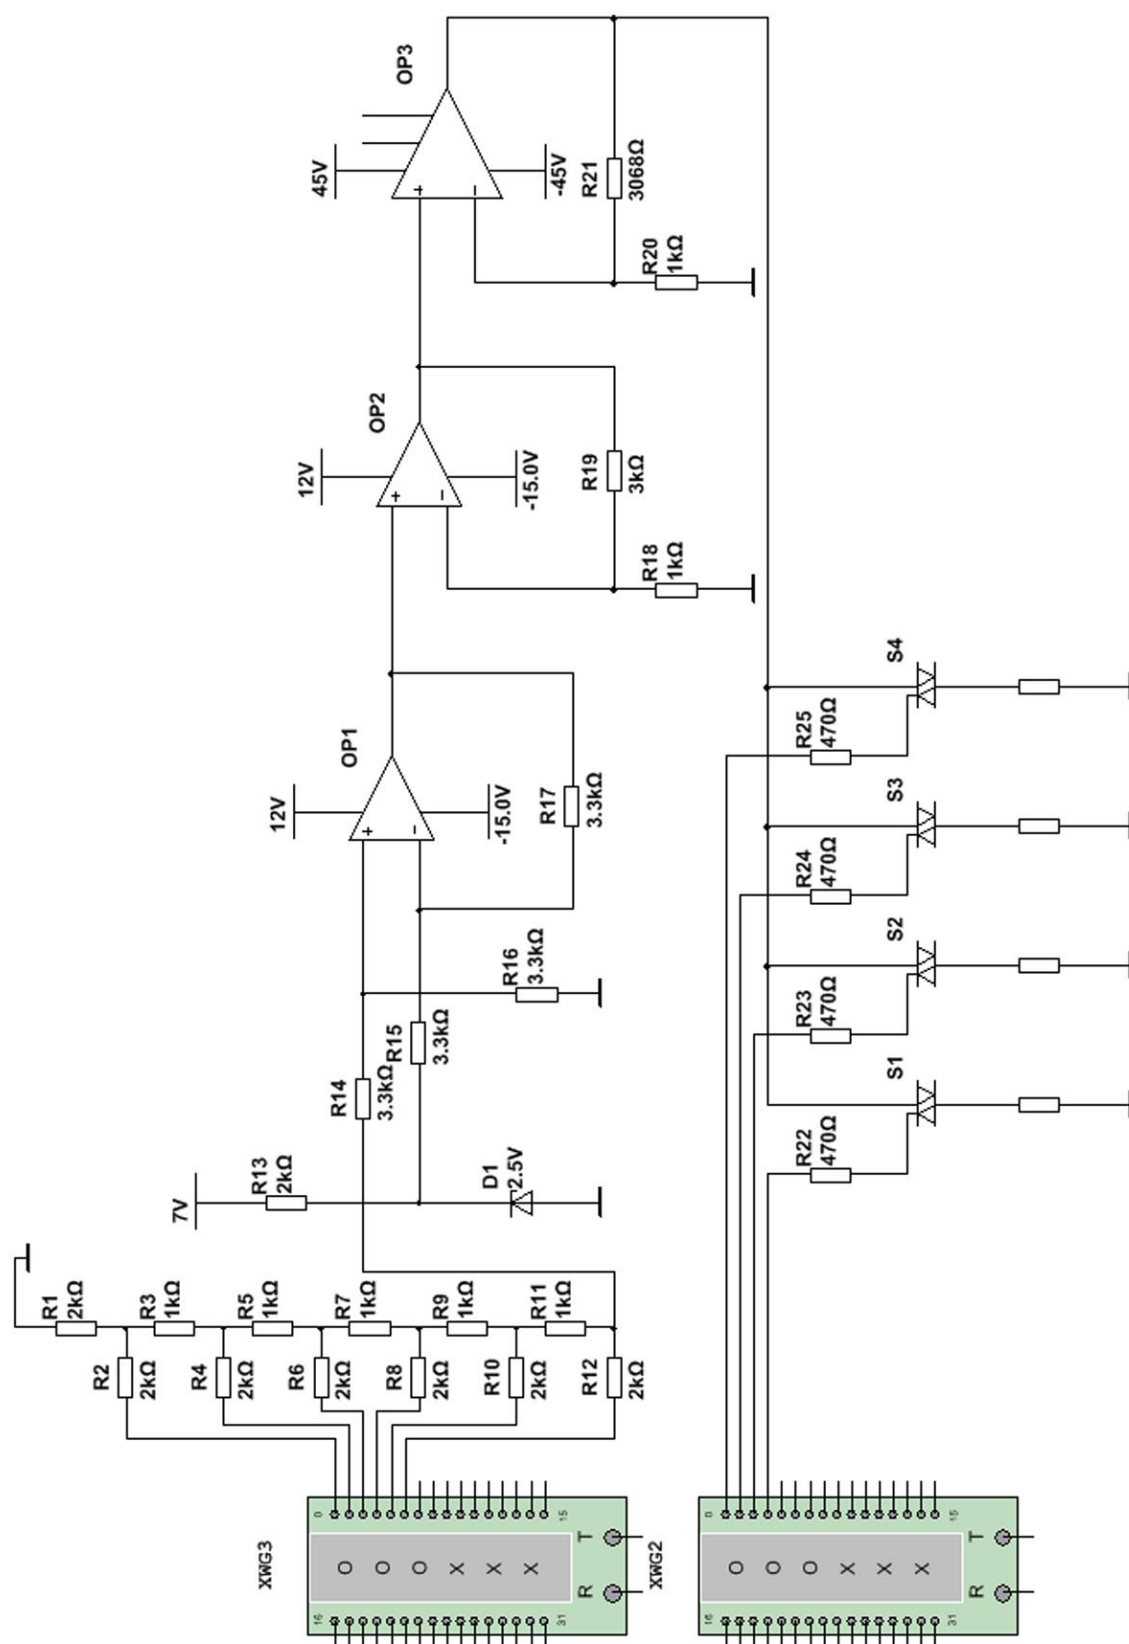 XWG3
0
15
16
31
O
O
O
X
X
X
T
R
R1
2kΩ
R2
2kΩ
R3
1kΩ
R4
2kΩ
R5
1kΩ
R6
2kΩ
R7
1kΩ
R8
2kΩ
R9
1kΩ
R10
2kΩ
R11
1kΩ
R12
2kΩ
7V
R13
2kΩ
D1
2.5V
R14
3.3kΩ
R15
3.3kΩ
R16
3.3kΩ
12V
OP1
+
−
-15.0V
R17
3.3kΩ
12V
OP2
+
−
-15.0V
R18
1kΩ
R19
3kΩ
45V
OP3
+
−
-45V
R20
1kΩ
R21
3068Ω
XWG2
0
15
16
31
O
O
O
X
X
X
T
R
R22
470Ω
S1
R23
470Ω
S2
R24
470Ω
S3
R25
470Ω
S4